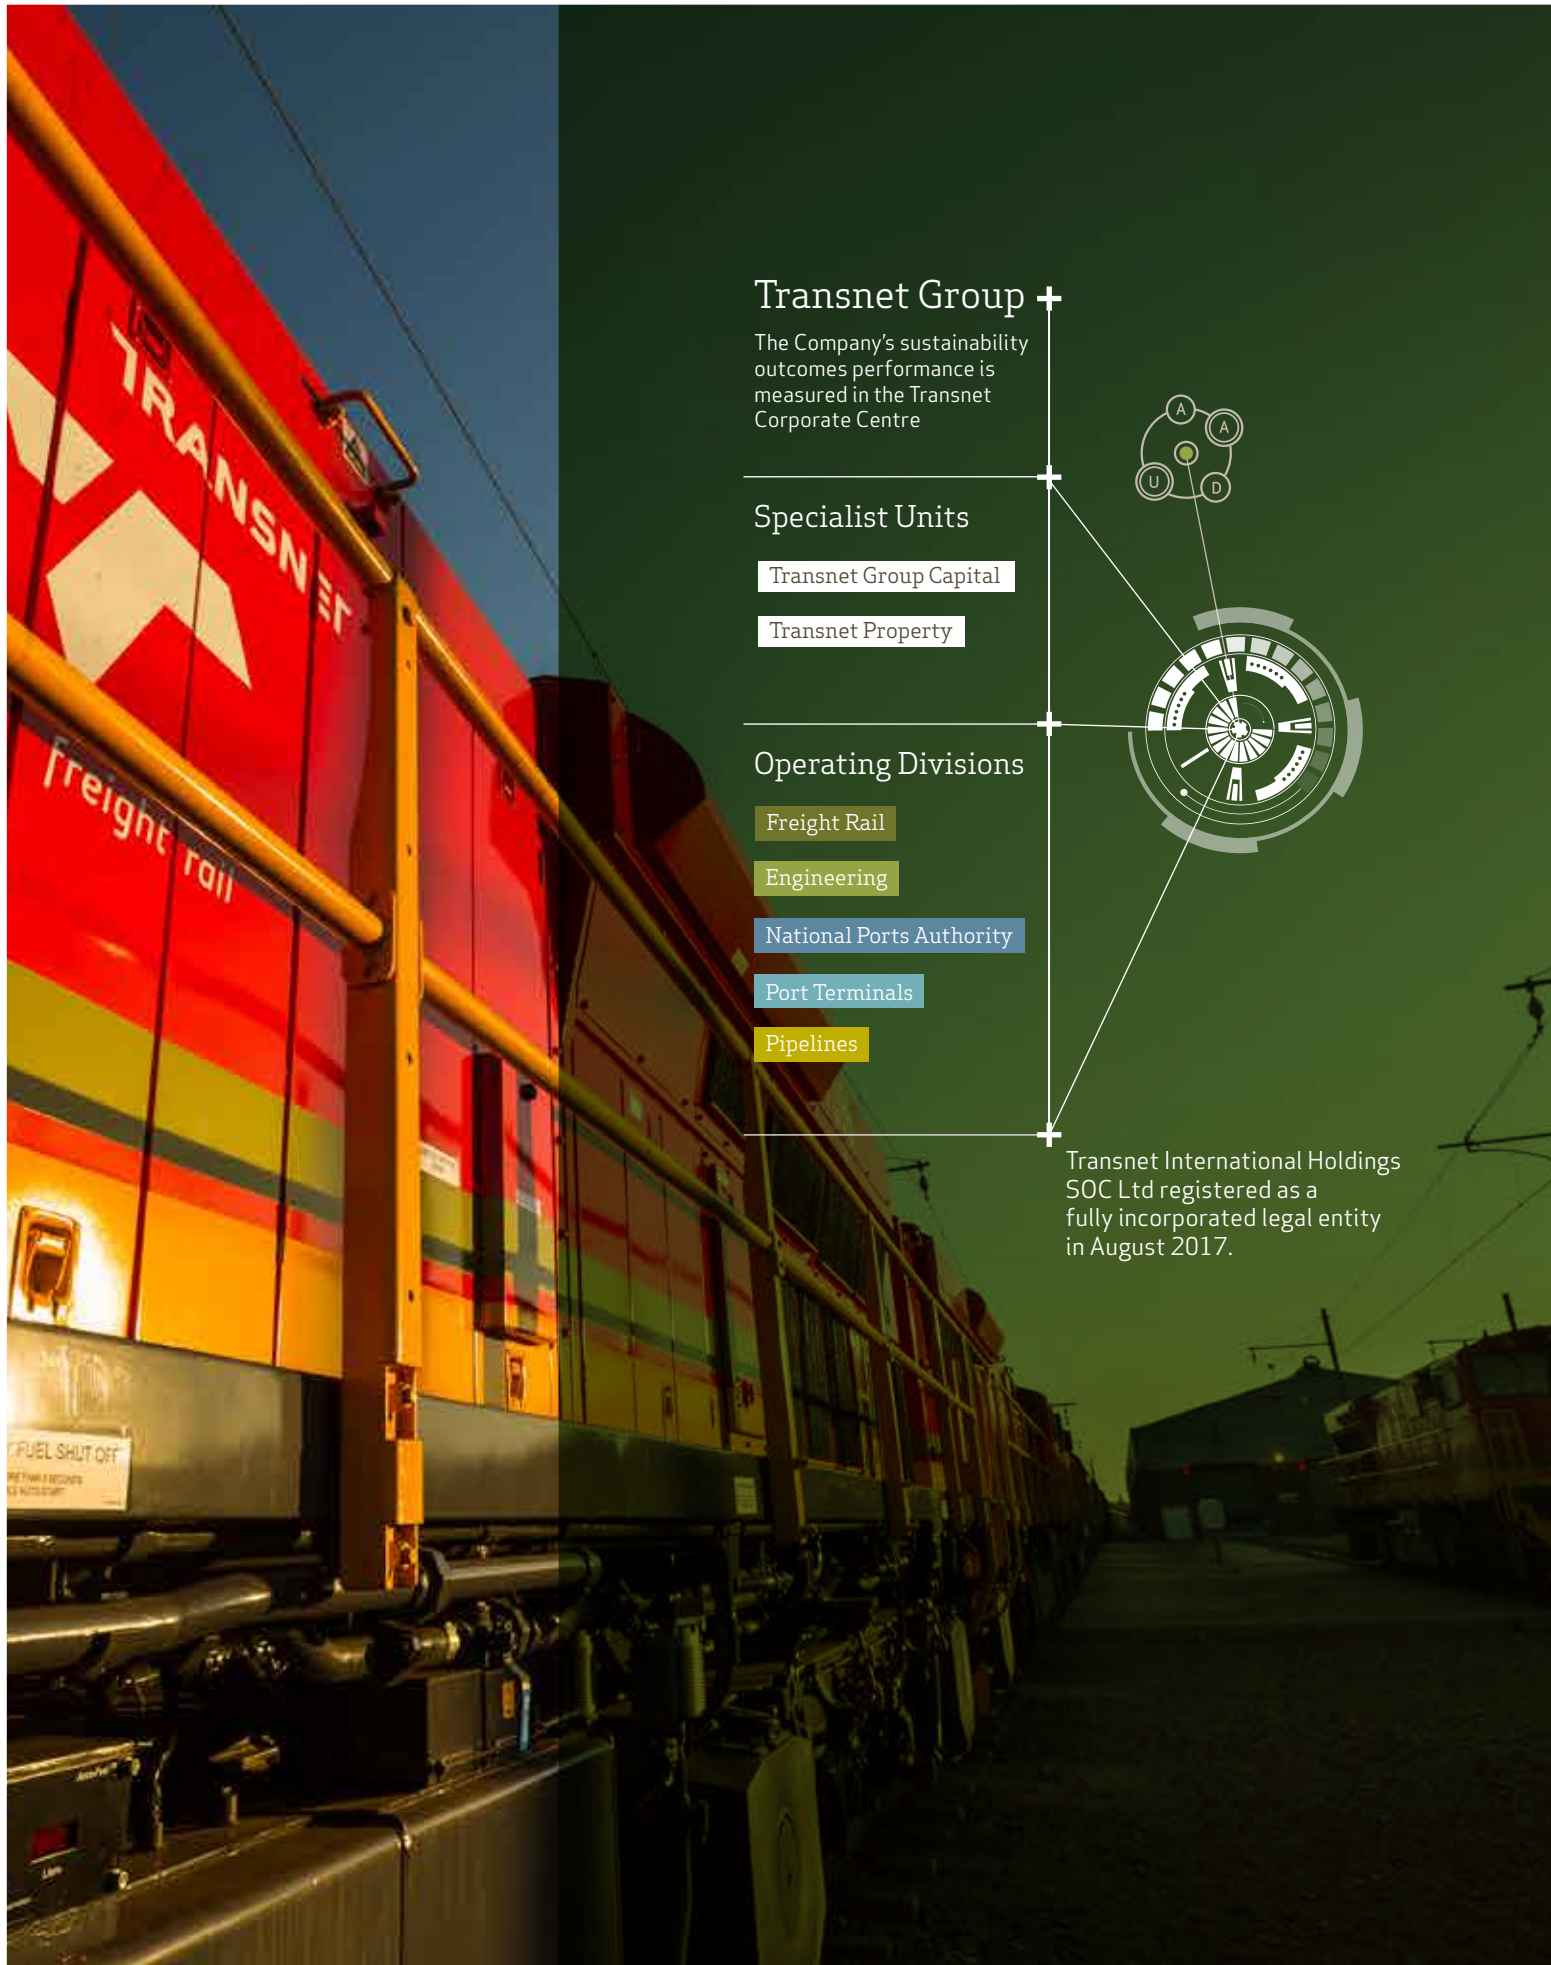 TRANSNET
freight rail
FUEL SHUT OFF
Transnet Group
The Company's sustainability
outcomes performance is
measured in the Transnet
Corporate Centre
A
A
U
D
Specialist Units
Transnet Group Capital
Transnet Property
Operating Divisions
Freight Rail
Engineering
National Ports Authority
Port Terminals
Pipelines
Transnet International Holdings
SOC Ltd registered as a
fully incorporated legal entity
in August 2017.